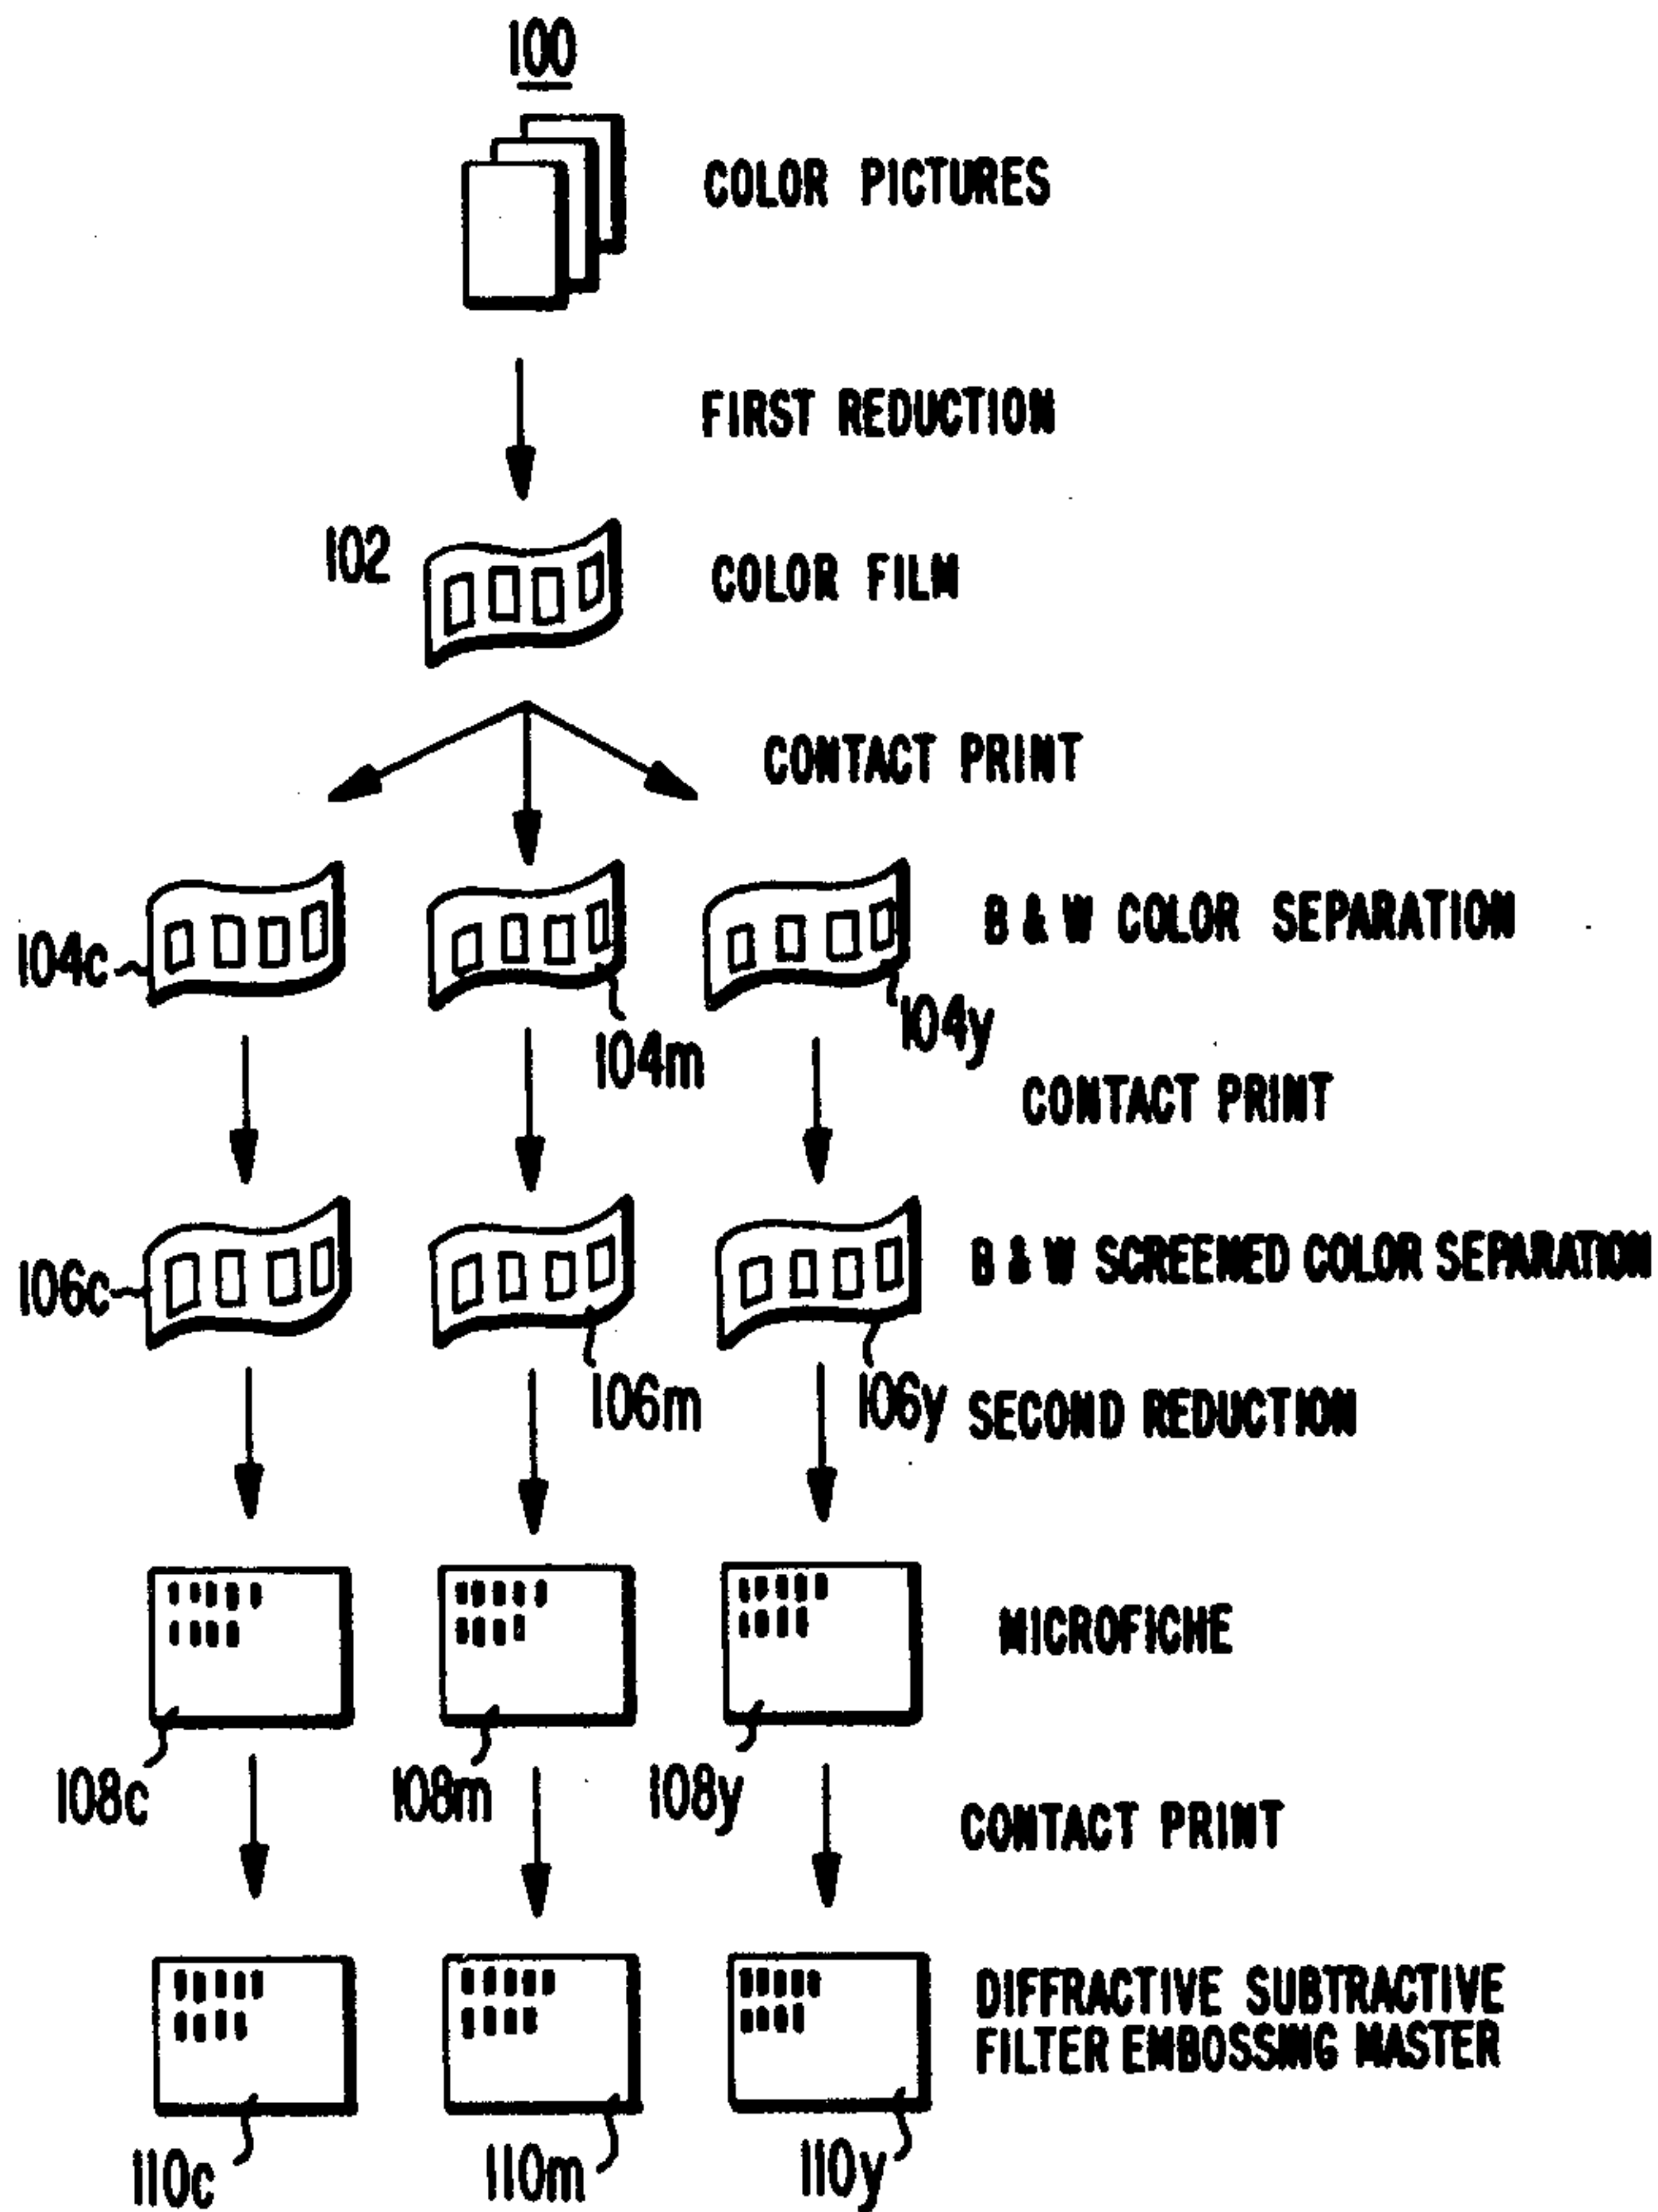 100
COLOR PICTURES
FIRST REDUCTION
102
COLOR FILM
CONTACT PRINT
B & W COLOR SEPARATION
104c
104m
104y
CONTACT PRINT
106c
B & W SCREENED COLOR SEPARATION
106m
106y
SECOND REDUCTION
MICROFICHE
108c
108m
108y
CONTACT PRINT
DIFFRACTIVE SUBTRACTIVE
FILTER EMBOSSING MASTER
110c
110m
110y